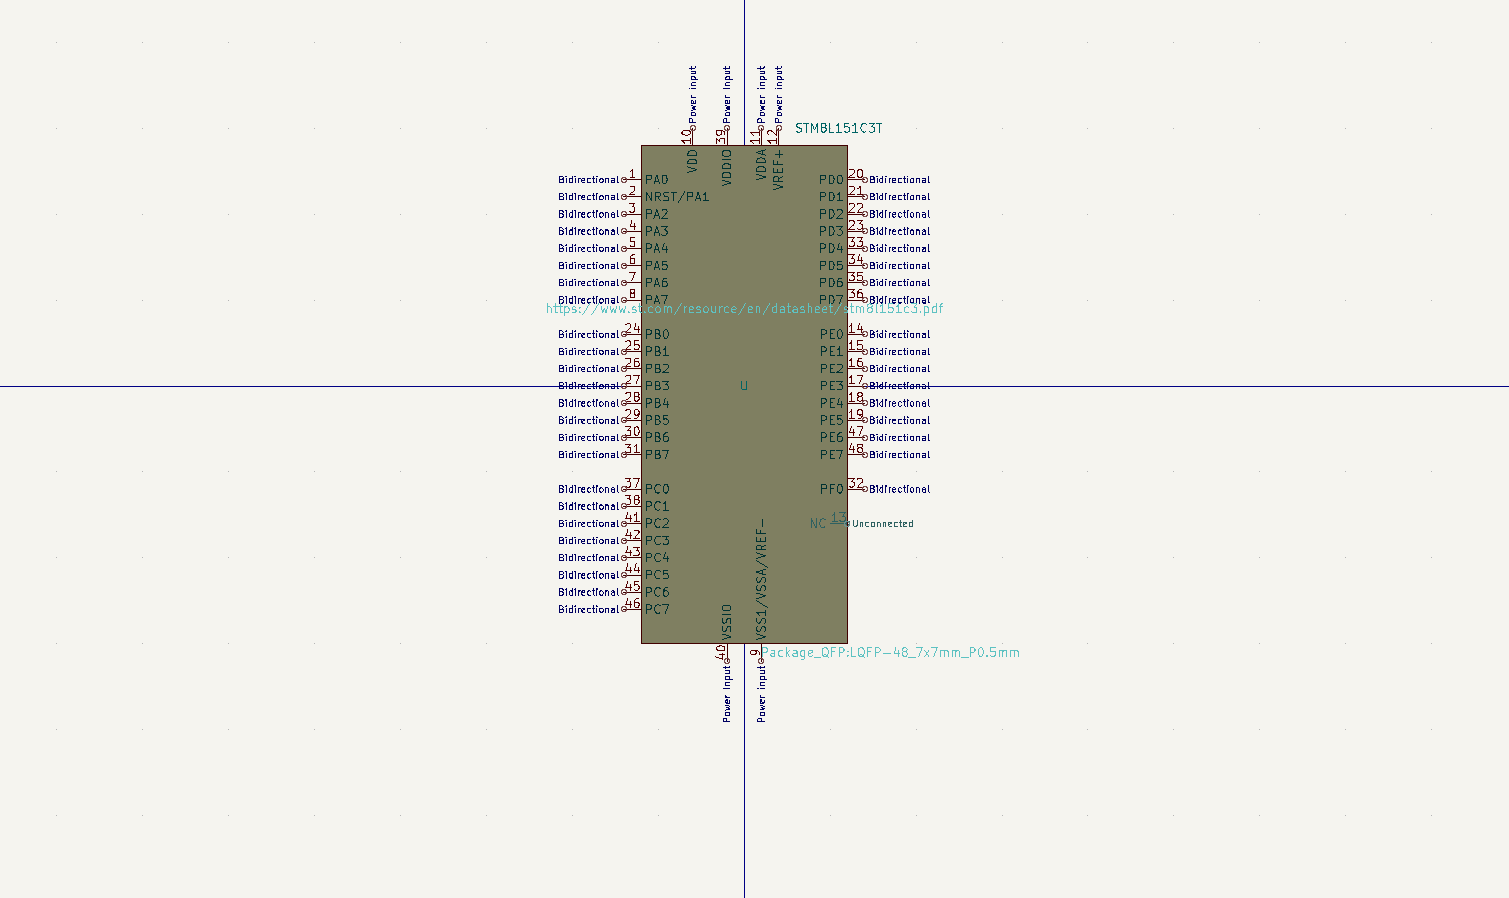 Power input Power input Power input Power input
10 39 11 12 STM8L151C3T
VDD VDDIO VDDA VREF+
Bidirectional 1 PA0 PD0 20 Bidirectional
Bidirectional 2 NRST/PA1 PD1 21 Bidirectional
Bidirectional 3 PA2 PD2 22 Bidirectional
Bidirectional 4 PA3 PD3 23 Bidirectional
Bidirectional 5 PA4 PD4 33 Bidirectional
Bidirectional 6 PA5 PD5 34 Bidirectional
Bidirectional 7 PA6 PD6 35 Bidirectional
Bidirectional 8 PA7 PD7 36 Bidirectional
https://www.st.com/resource/en/datasheet/stm8l151c3.pdf
Bidirectional 24 PB0 PE0 14 Bidirectional
Bidirectional 25 PB1 PE1 15 Bidirectional
Bidirectional 26 PB2 PE2 16 Bidirectional
Bidirectional 27 PB3 U PE3 17 Bidirectional
Bidirectional 28 PB4 PE4 18 Bidirectional
Bidirectional 29 PB5 PE5 19 Bidirectional
Bidirectional 30 PB6 PE6 47 Bidirectional
Bidirectional 31 PB7 PE7 48 Bidirectional
Bidirectional 37 PC0 PF0 32 Bidirectional
Bidirectional 38 PC1
Bidirectional 41 PC2 NC 13 Unconnected
Bidirectional 42 PC3
Bidirectional 43 PC4
Bidirectional 44 PC5
Bidirectional 45 PC6
Bidirectional 46 PC7
VSSIO VSS1/VSSA/VREF-
40 9 Package_QFP:LQFP-48_7x7mm_P0.5mm
Power input Power input